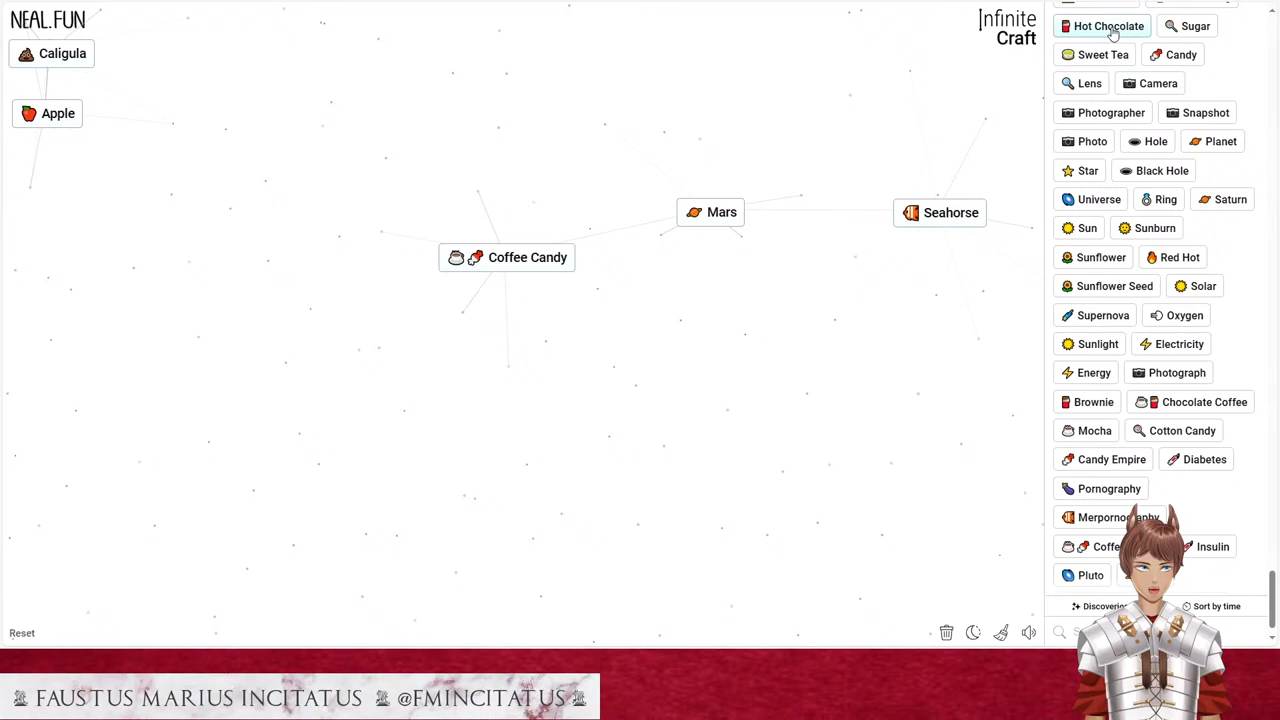 NEAL.FUN
Infinite
Craft
Caligula
Apple
Mars
Seahorse
Coffee Candy
Hot Chocolate Sugar
Sweet Tea Candy
Lens Camera
Photographer Snapshot
Photo Hole Planet
Star Black Hole
Universe Ring Saturn
Sun Sunburn
Sunflower Red Hot
Sunflower Seed Solar
Supernova Oxygen
Sunlight Electricity
Energy Photograph
Brownie Chocolate Coffee
Mocha Cotton Candy
Candy Empire Diabetes
Pornography
Merpornography
Insulin
Pluto
Sort by time
Reset
FAUSTUS MARIUS INCITATUS @FMINCITATUS